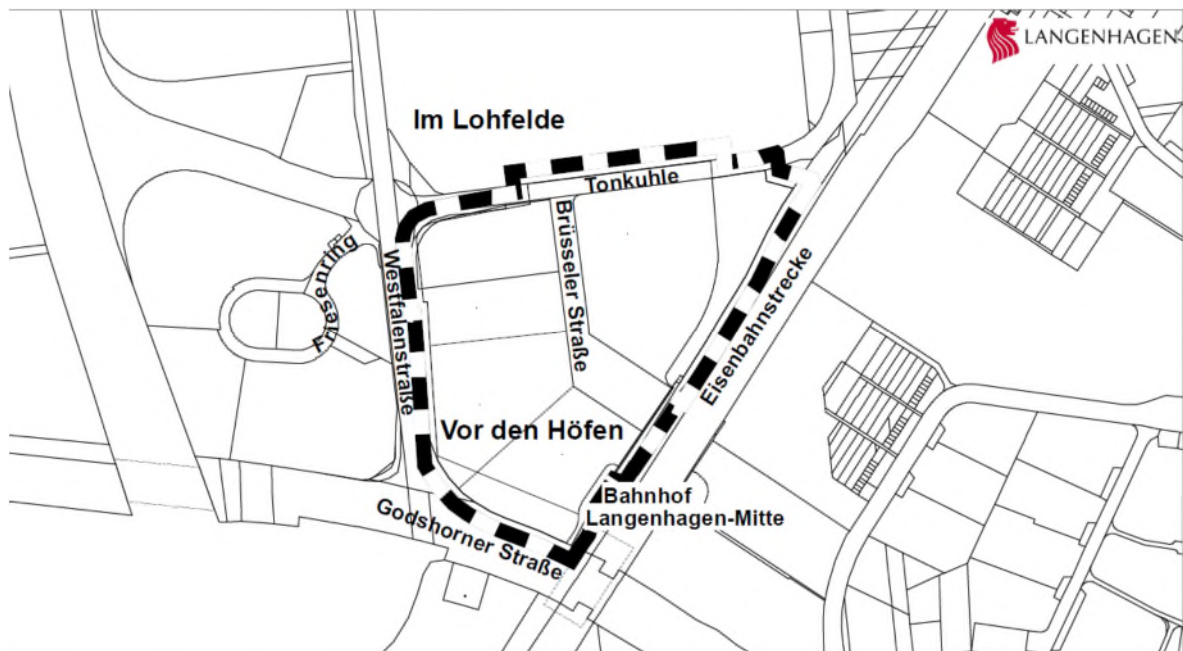 LANGENHAGEN
Im Lohfelde
Tonkuhle
Brüsseler Straße
Friesenring
Westfalenstraße
Eisenbahnstrecke
Vor den Höfen
Bahnhof
Langenhagen-Mitte
Godshorner Straße